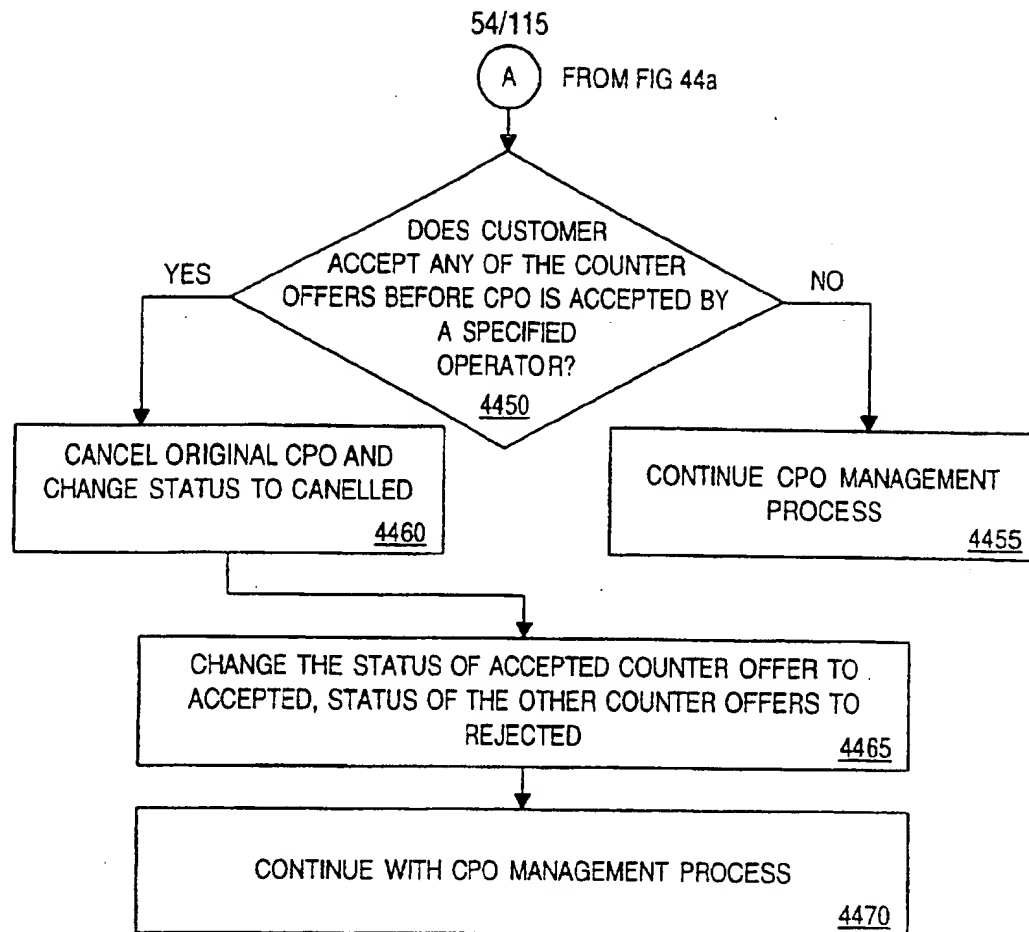 54/115
A
FROM FIG 44a
DOES CUSTOMER
ACCEPT ANY OF THE COUNTER
OFFERS BEFORE CPO IS ACCEPTED BY
A SPECIFIED
OPERATOR?
4450
YES
NO
CANCEL ORIGINAL CPO AND
CHANGE STATUS TO CANELLED
4460
CONTINUE CPO MANAGEMENT
PROCESS
4455
CHANGE THE STATUS OF ACCEPTED COUNTER OFFER TO
ACCEPTED, STATUS OF THE OTHER COUNTER OFFERS TO
REJECTED
4465
CONTINUE WITH CPO MANAGEMENT PROCESS
4470